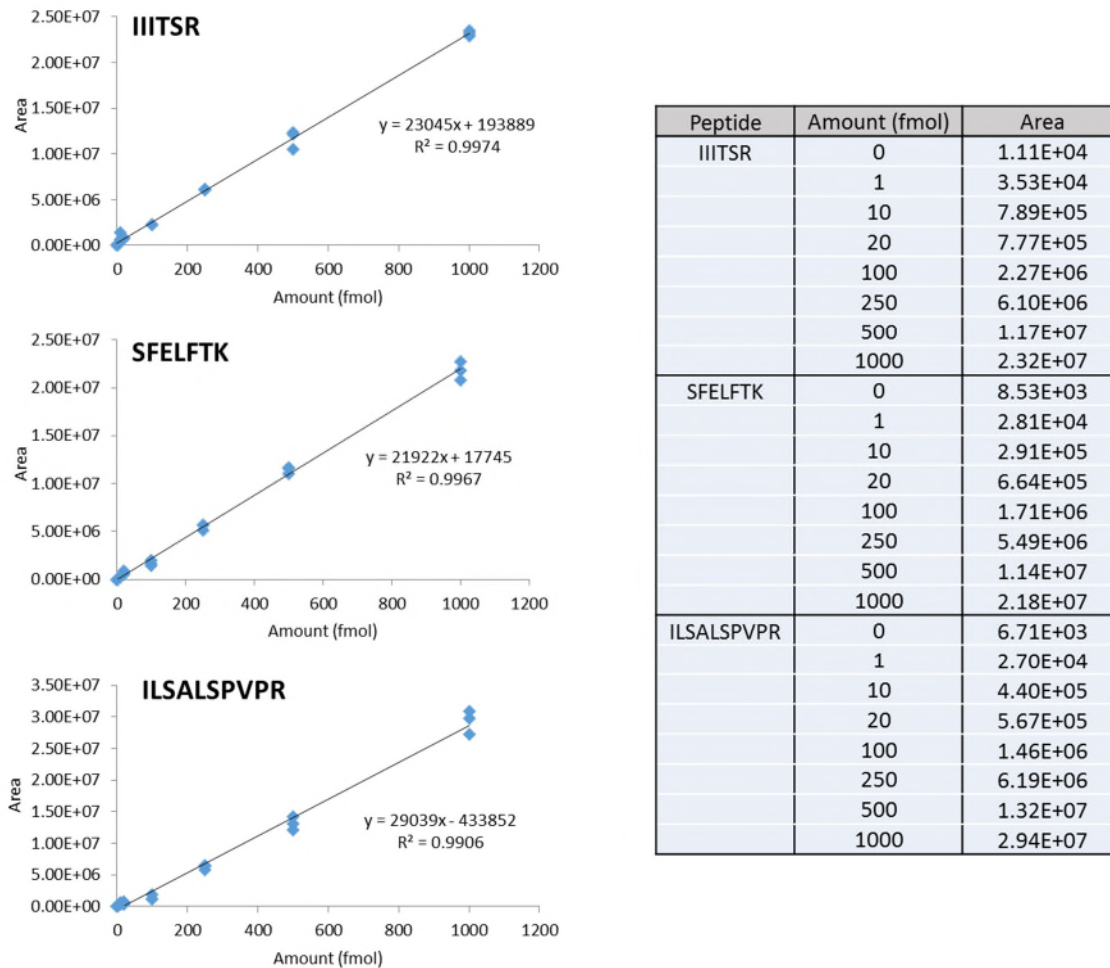 IIITSR
2.50E+07
2.00E+07
1.50E+07
1.00E+07
5.00E+06
0.00E+00
Area
y = 23045x + 193889
R² = 0.9974
0 200 400 600 800 1000 1200
Amount (fmol)
SFELFTK
2.50E+07
2.00E+07
1.50E+07
1.00E+07
5.00E+06
0.00E+00
Area
y = 21922x + 17745
R² = 0.9967
0 200 400 600 800 1000 1200
Amount (fmol)
ILSALSPVPR
3.50E+07
3.00E+07
2.50E+07
2.00E+07
1.50E+07
1.00E+07
5.00E+06
0.00E+00
Area
y = 29039x - 433852
R² = 0.9906
0 200 400 600 800 1000 1200
Amount (fmol)
Peptide Amount (fmol) Area
IIITSR 0 1.11E+04
1 3.53E+04
10 7.89E+05
20 7.77E+05
100 2.27E+06
250 6.10E+06
500 1.17E+07
1000 2.32E+07
SFELFTK 0 8.53E+03
1 2.81E+04
10 2.91E+05
20 6.64E+05
100 1.71E+06
250 5.49E+06
500 1.14E+07
1000 2.18E+07
ILSALSPVPR 0 6.71E+03
1 2.70E+04
10 4.40E+05
20 5.67E+05
100 1.46E+06
250 6.19E+06
500 1.32E+07
1000 2.94E+07